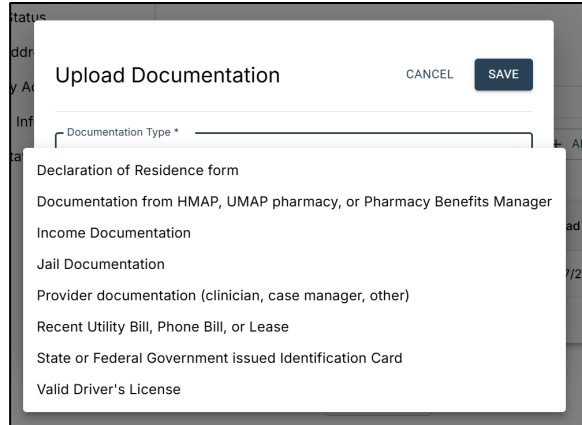 Status
Upload Documentation
CANCEL
SAVE
Documentation Type *
Declaration of Residence form
Documentation from HMAP, UMAP pharmacy, or Pharmacy Benefits Manager
Income Documentation
Jail Documentation
Provider documentation (clinician, case manager, other)
Recent Utility Bill, Phone Bill, or Lease
State or Federal Government issued Identification Card
Valid Driver's License